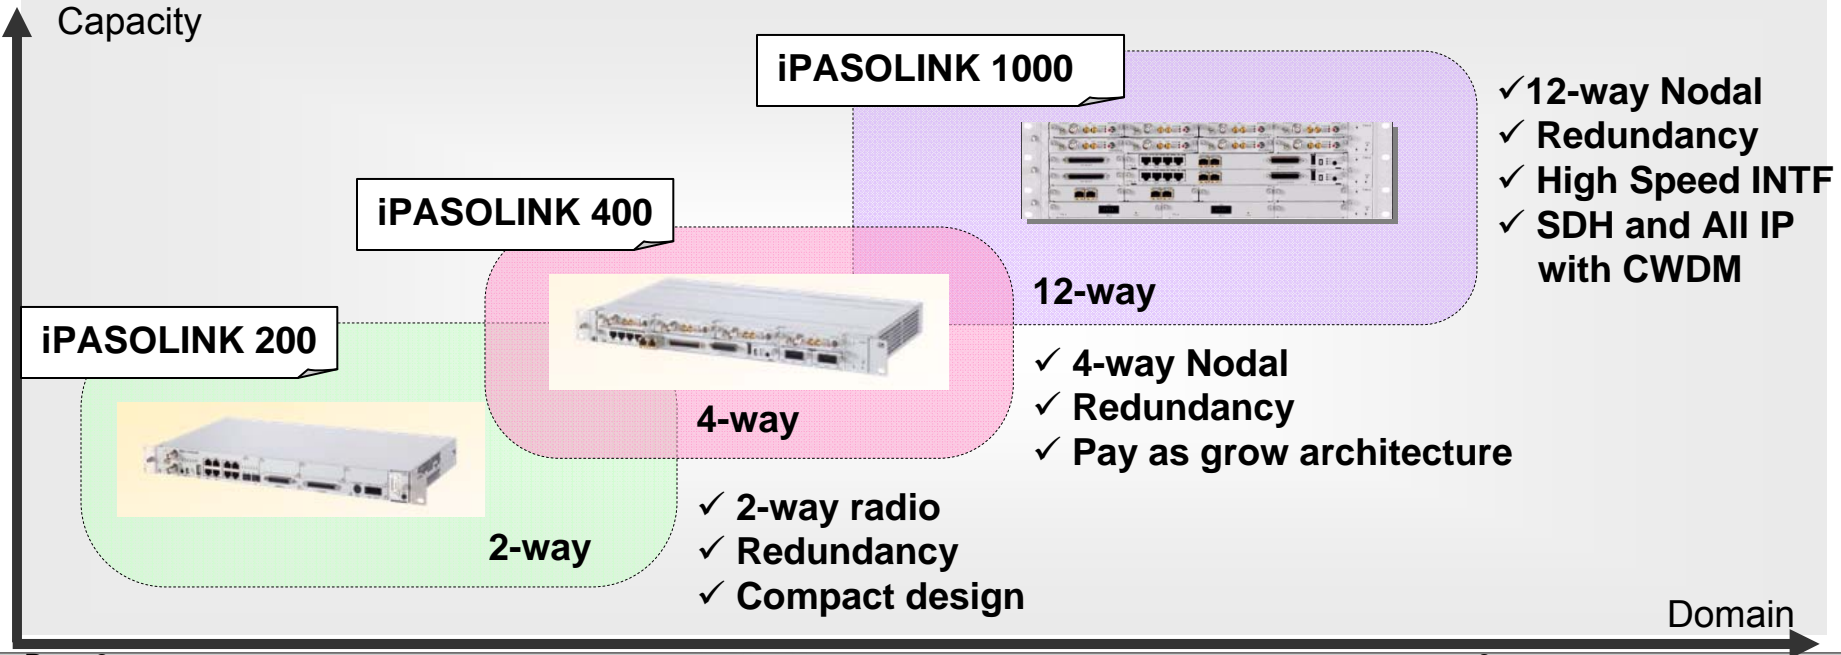 Capacity
iPASOLINK 1000
✓12-way Nodal
✓ Redundancy
✓ High Speed INTF
✓ SDH and All IP
with CWDM
12-way
iPASOLINK 400
4-way
✓ 4-way Nodal
✓ Redundancy
✓ Pay as grow architecture
iPASOLINK 200
2-way
✓ 2-way radio
✓ Redundancy
✓ Compact design
Domain